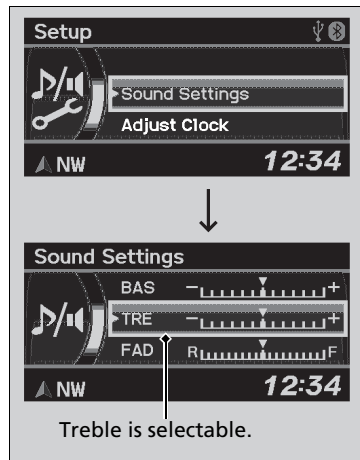 Setup
Sound Settings
Adjust Clock
NW 12:34
Sound Settings
BAS − +
TRE − +
FAD R F
NW 12:34
Treble is selectable.